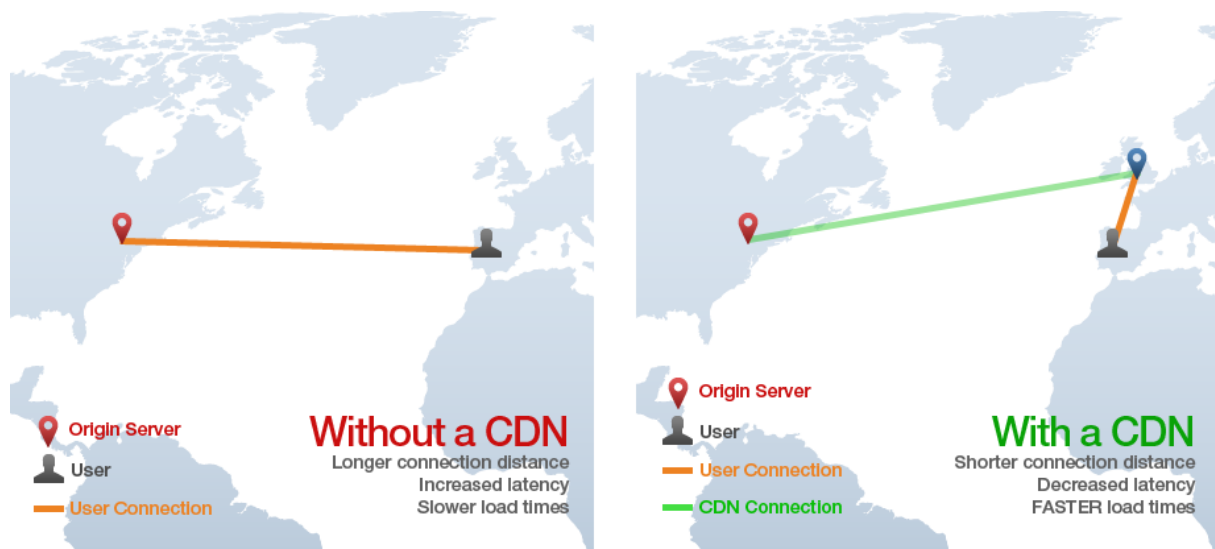 Origin Server
User
User Connection
Without a CDN
Longer connection distance
Increased latency
Slower load times
Origin Server
User
User Connection
CDN Connection
With a CDN
Shorter connection distance
Decreased latency
FASTER load times